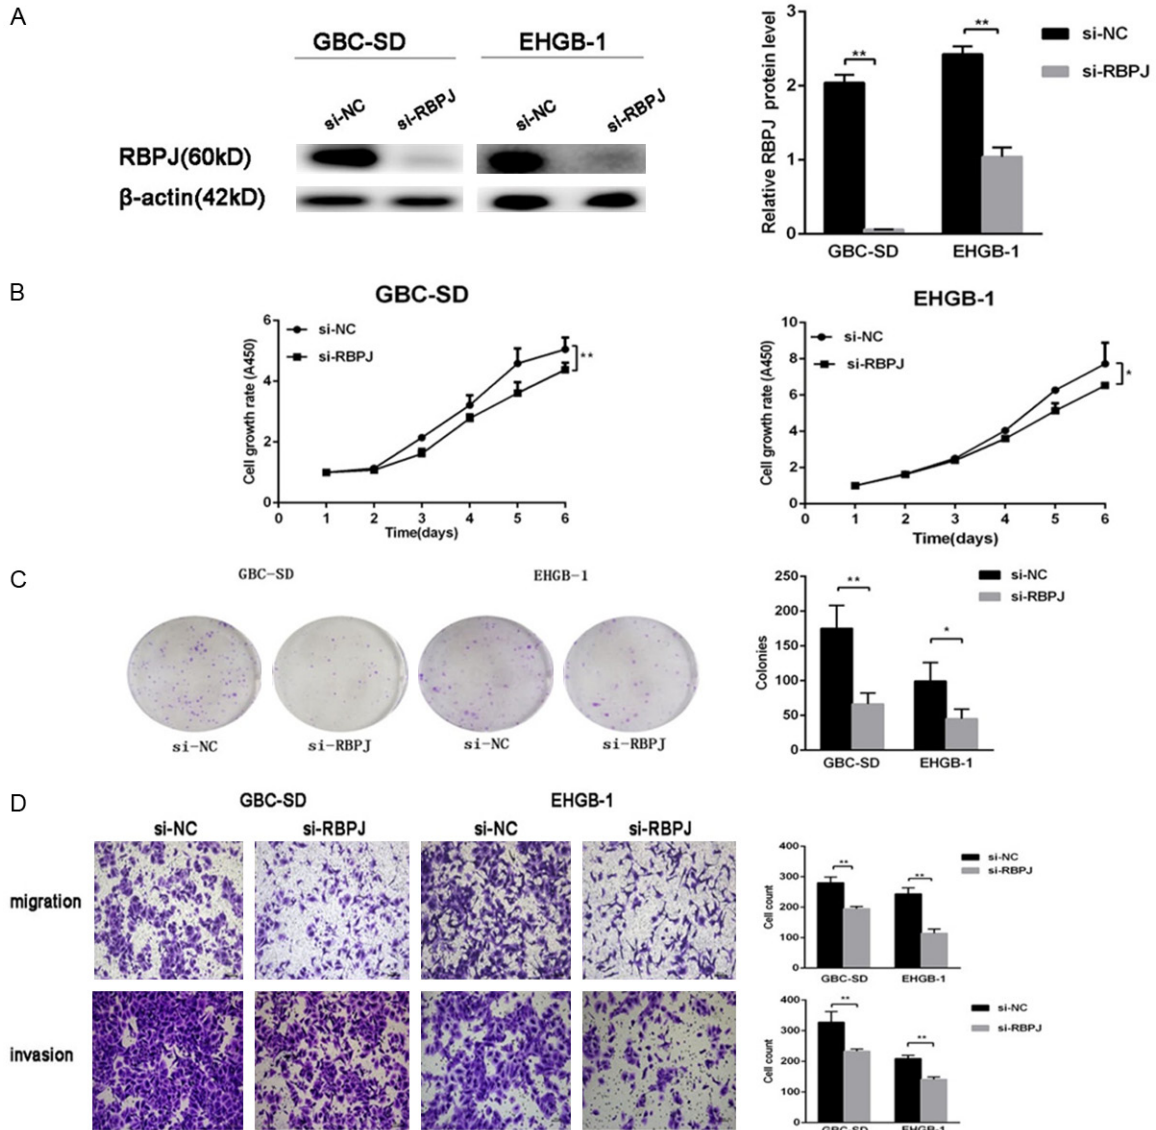 A
GBC-SD
EHGB-1
si-NC
si-RBPJ
si-NC
si-RBPJ
RBPJ(60kD)
β-actin(42kD)
Relative RBPJ protein level
3
2
1
0
**
**
si-NC
si-RBPJ
GBC-SD
EHGB-1
B
GBC-SD
Cell growth rate (A450)
6
4
2
0
si-NC
si-RBPJ
**
0 1 2 3 4 5 6
Time(days)
EHGB-1
Cell growth rate (A450)
10
8
6
4
2
0
si-NC
si-RBPJ
*
0 1 2 3 4 5 6
Time(days)
C
GBC-SD
EHGB-1
si-NC
si-RBPJ
si-NC
si-RBPJ
Colonies
250
200
150
100
50
0
**
*
si-NC
si-RBPJ
GBC-SD
EHGB-1
D
GBC-SD
EHGB-1
si-NC
si-RBPJ
si-NC
si-RBPJ
migration
Cell count
400
300
200
100
0
**
**
si-NC
si-RBPJ
GBC-SD
EHGB-1
invasion
Cell count
400
300
200
100
0
**
**
si-NC
si-RBPJ
GBC-SD
EHGB-1